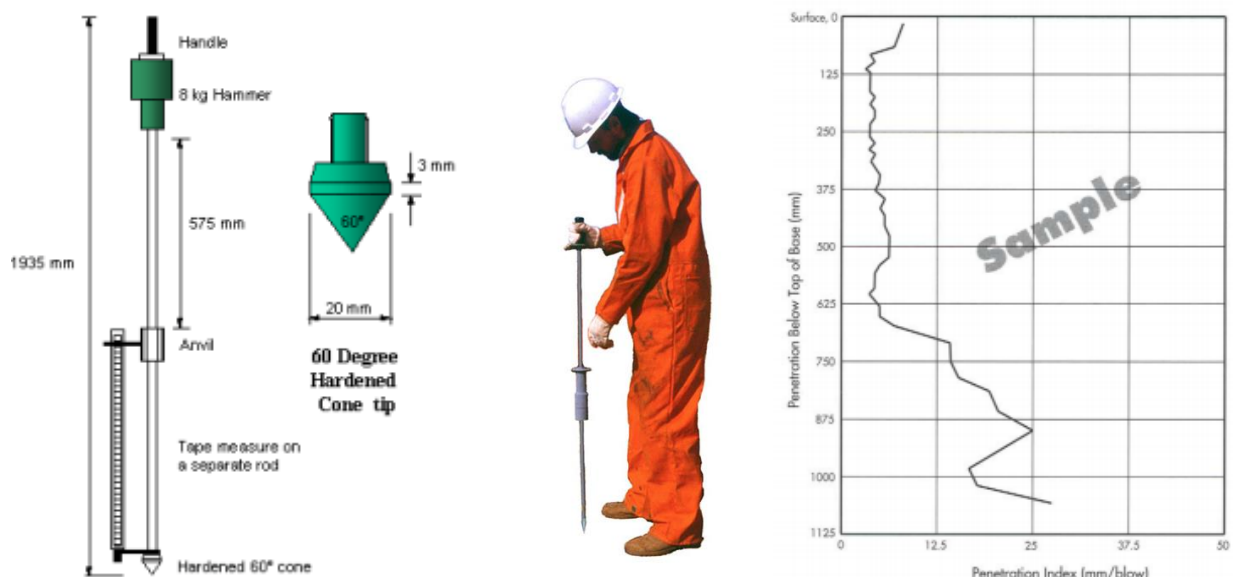 Handle
8 kg Hammer
575 mm
1935 mm
Anvil
Tape measure on
a separate rod
Hardened 60° cone
3 mm
60°
20 mm
60 Degree
Hardened
Cone tip
Surface, 0
125
250
375
500
625
750
875
1000
1125
Penetration Below Top of Base (mm)
Sample
0
12.5
25
37.5
50
Penetration Index (mm/blow)